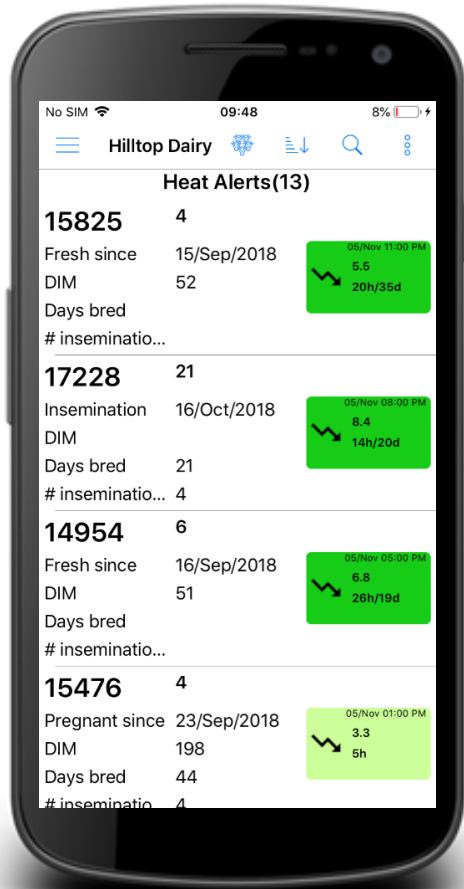 No SIM 09:48 8%
Hilltop Dairy
Heat Alerts(13)
15825 4
Fresh since 15/Sep/2018
DIM 52
Days bred
# inseminatio...
05/Nov 11:00 PM
5.5
20h/35d
17228 21
Insemination 16/Oct/2018
DIM
Days bred 21
# inseminatio... 4
05/Nov 08:00 PM
8.4
14h/20d
14954 6
Fresh since 16/Sep/2018
DIM 51
Days bred
# inseminatio...
05/Nov 05:00 PM
6.8
26h/19d
15476 4
Pregnant since 23/Sep/2018
DIM 198
Days bred 44
# inseminatio 4
05/Nov 01:00 PM
3.3
5h